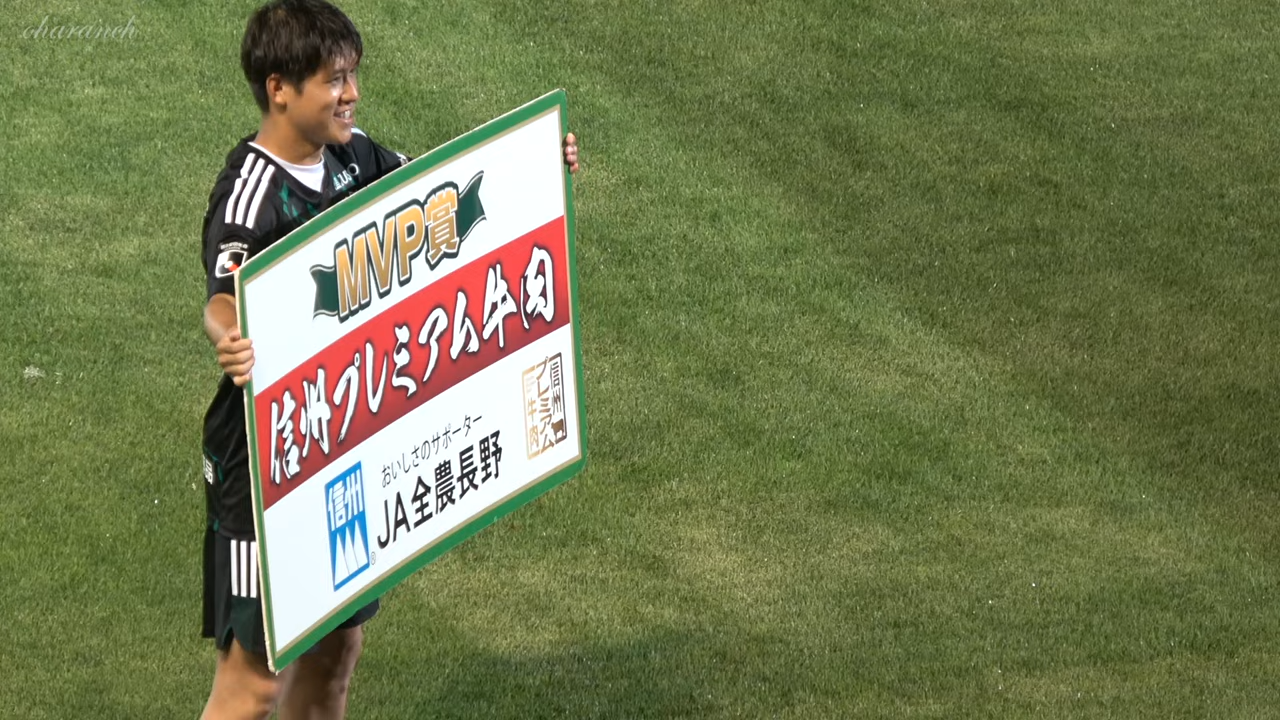 charaneh
MVP賞
信州プレミアム牛肉
信州
プレミアム
牛肉
おいしさのサポーター
信州
JA全農長野